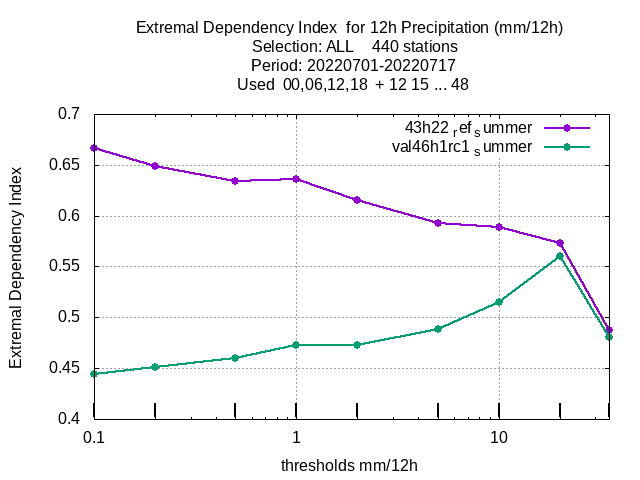 Extremal Dependency Index  for 12h Precipitation (mm/12h)
Selection: ALL    440 stations
Period: 20220701-20220717
Used  00,06,12,18  + 12 15 ... 48
43h22 ref summer
val46h1rc1 summer
Extremal Dependency Index
0.7
0.65
0.6
0.55
0.5
0.45
0.4
0.1 1 10
thresholds mm/12h